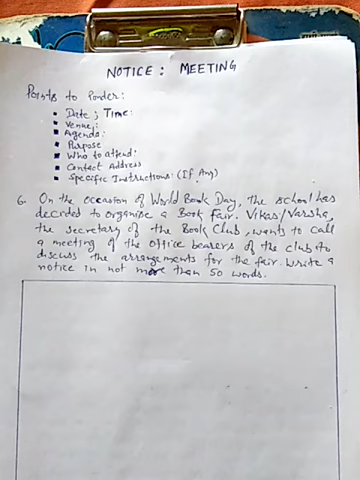 NOTICE : MEETING
Points to Ponder:
▪ Date ; Time:
▪ Venue ;:
▪ Agenda:
▪ Purpose
▪ Who to attend:
▪ Contact Address
▪ Specific Instructions: (If Any)
6. On the occasion of World Book Day, the school has
decided to organise a Book fair. Vikas/Varsha,
the secretary of the Book Club, wants to call
a meeting of the office bearers of the club to
discuss the arrangements for the fair. Write a
notice in not more than 50 words.